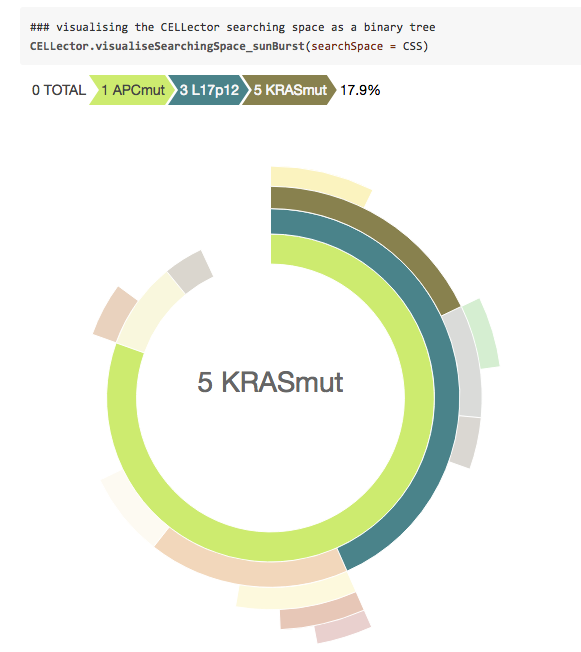 ### visualising the CELLector searching space as a binary tree
CELLector.visualiseSearchingSpace_sunBurst(searchSpace = CSS)
0 TOTAL 1 APCmut 3 L17p12 5 KRASmut 17.9%
5 KRASmut